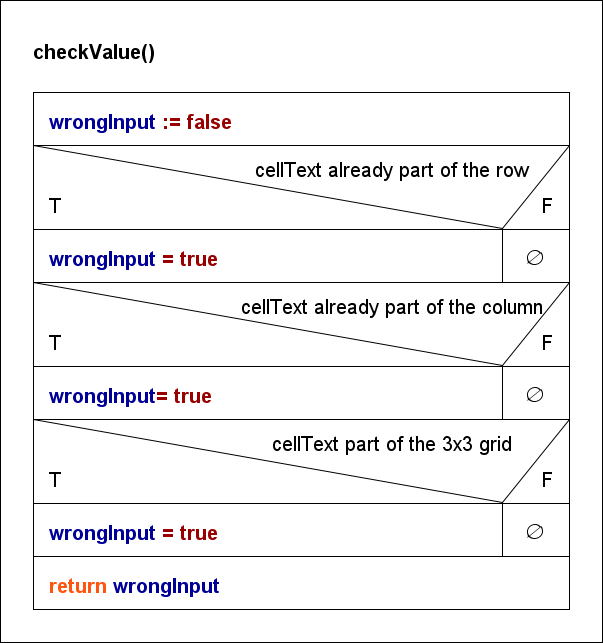 checkValue()
wrongInput := false
cellText already part of the row
T F
wrongInput = true ∅
cellText already part of the column
T F
wrongInput= true ∅
cellText part of the 3x3 grid
T F
wrongInput = true ∅
return wrongInput